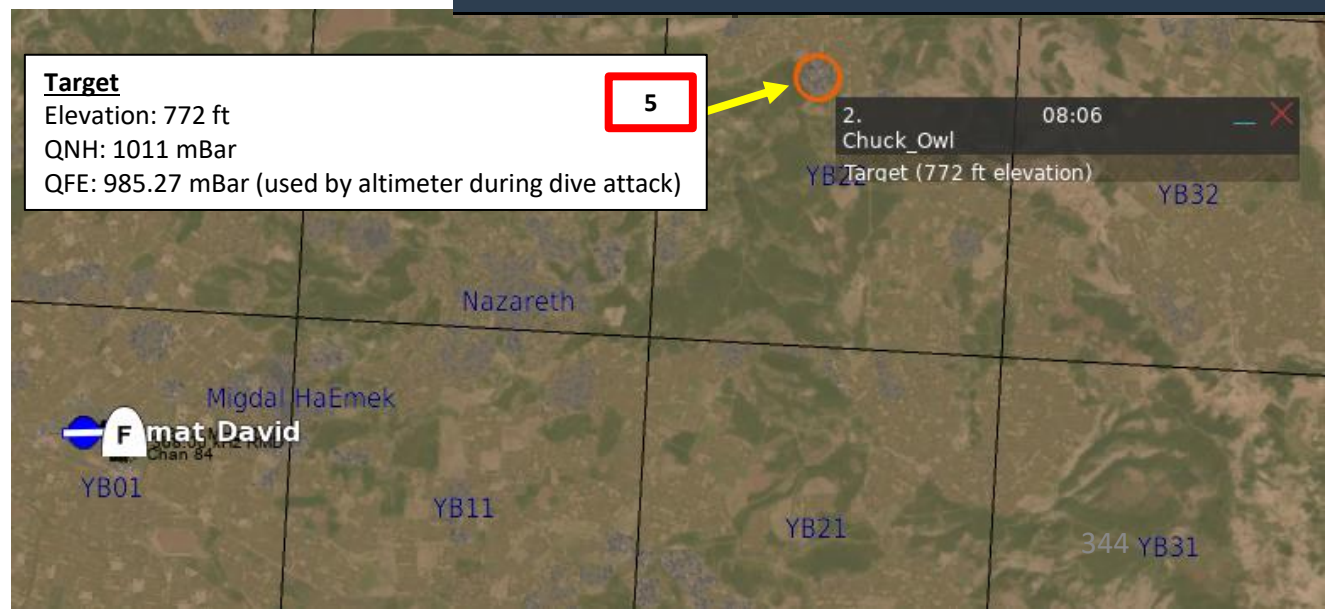 Target
Elevation: 772 ft
QNH: 1011 mBar
QFE: 985.27 mBar (used by altimeter during dive attack)
5
2. 08:06
Chuck_Owl
Target (772 ft elevation)
YB22
YB32
Nazareth
Migdal HaEmek
F mat David
Chan 84
YB01
YB11
YB21
344 YB31